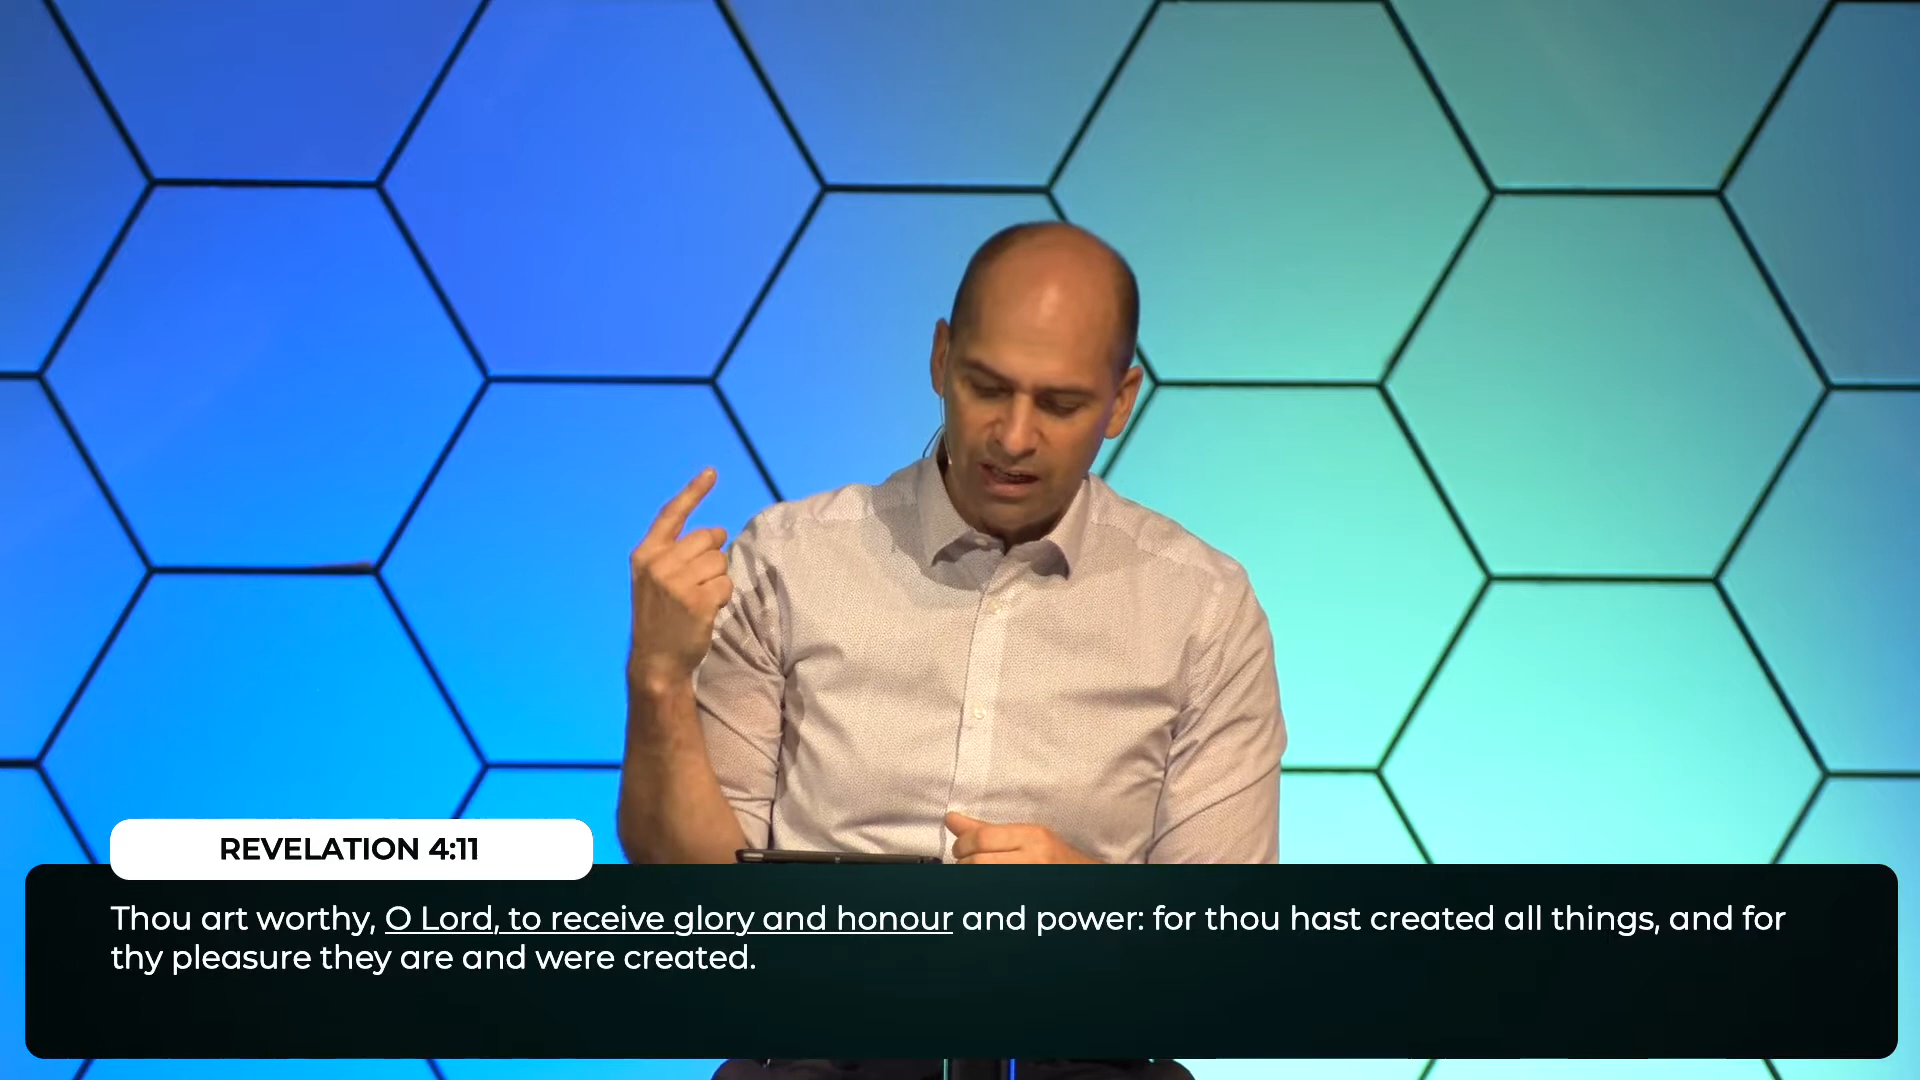 REVELATION 4:11
Thou art worthy, O Lord, to receive glory and honour and power: for thou hast created all things, and for
thy pleasure they are and were created.